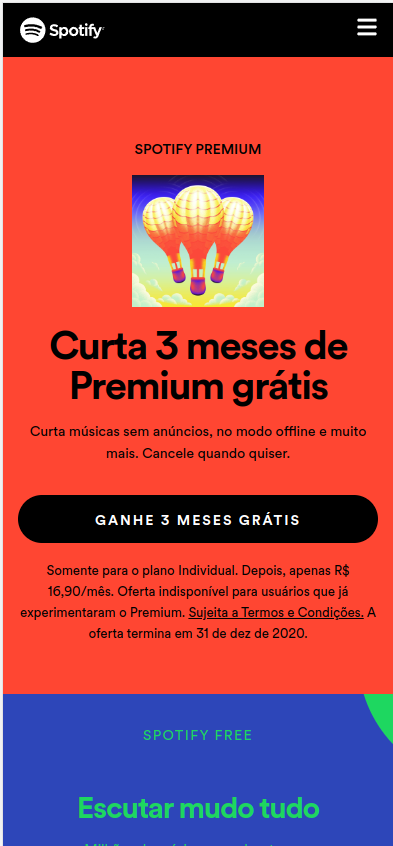 Spotify
SPOTIFY PREMIUM
Curta 3 meses de
Premium grátis
Curta músicas sem anúncios, no modo offline e muito
mais. Cancele quando quiser.
GANHE 3 MESES GRÁTIS
Somente para o plano Individual. Depois, apenas R$
16,90/mês. Oferta indisponível para usuários que já
experimentaram o Premium. Sujeita a Termos e Condições. A
oferta termina em 31 de dez de 2020.
SPOTIFY FREE
Escutar mudo tudo